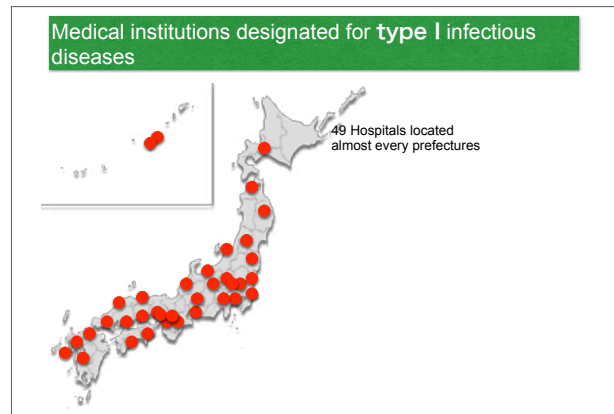 Medical institutions designated for type I infectious
diseases
49 Hospitals located
almost every prefectures